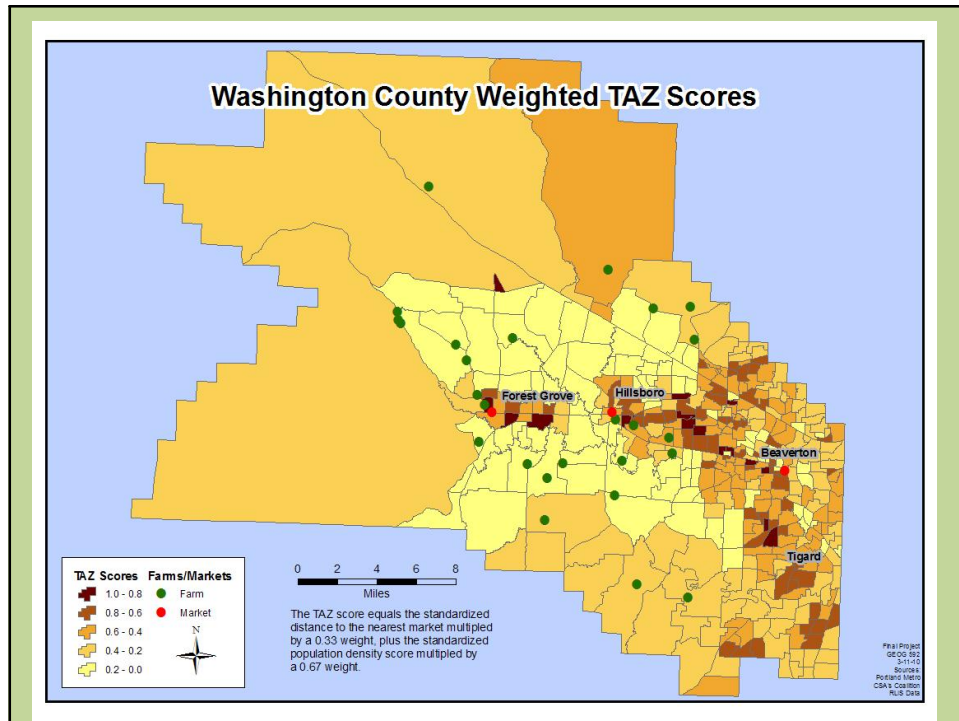 Washington County Weighted TAZ Scores
Forest Grove
Hillsboro
Beaverton
Tigard
TAZ Scores Farms/Markets
1.0 - 0.8 Farm
0.8 - 0.6 Market
0.6 - 0.4
0.4 - 0.2
0.2 - 0.0
N
0 2 4 6 8
Miles
The TAZ score equals the standardized
distance to the nearest market multipled
by a 0.33 weight, plus the standardized
population density score multipled by
a 0.67 weight.
Final Project
GEOG 592
3-11-10
Sources:
Portland Metro
CSA's Coalition
RLIS Data